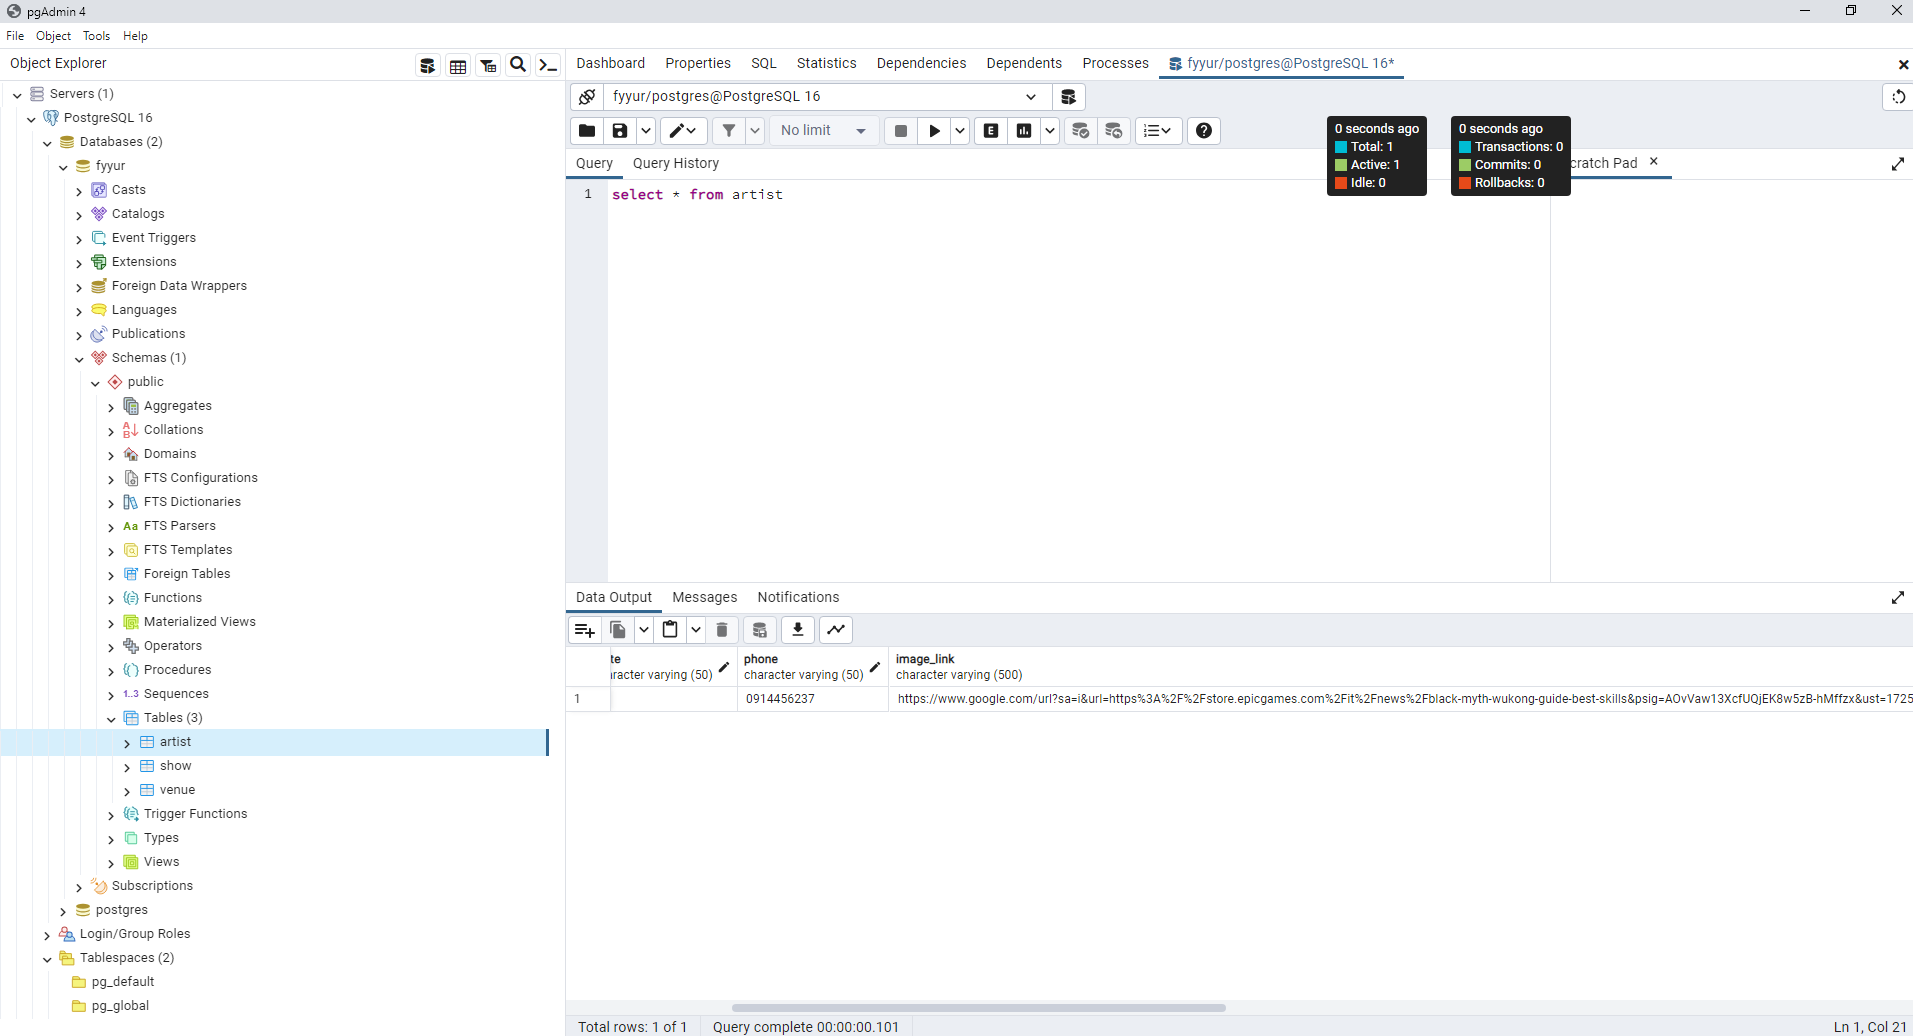 pgAdmin 4
File Object Tools Help
Object Explorer
Servers (1)
PostgreSQL 16
Databases (2)
fyyur
Casts
Catalogs
Event Triggers
Extensions
Foreign Data Wrappers
Languages
Publications
Schemas (1)
public
Aggregates
Collations
Domains
FTS Configurations
FTS Dictionaries
Aa FTS Parsers
FTS Templates
Foreign Tables
Functions
Materialized Views
Operators
Procedures
1..3 Sequences
Tables (3)
artist
show
venue
Trigger Functions
Types
Views
Subscriptions
postgres
Login/Group Roles
Tablespaces (2)
pg_default
pg_global
Dashboard Properties SQL Statistics Dependencies Dependents Processes fyyur/postgres@PostgreSQL 16*
fyyur/postgres@PostgreSQL 16
No limit
E
0 seconds ago
Total: 1
Active: 1
Idle: 0
0 seconds ago
Transactions: 0
Commits: 0
Rollbacks: 0
Query Query History
cratch Pad
1 select * from artist
Data Output Messages Notifications
te
racter varying (50)
phone
character varying (50)
image_link
character varying (500)
1 0914456237 https://www.google.com/url?sa=i&url=https%3A%2F%2Fstore.epicgames.com%2Fit%2Fnews%2Fblack-myth-wukong-guide-best-skills&psig=AOvVaw13XcfUQjEK8w5zB-hMffzx&ust=1725
Total rows: 1 of 1 Query complete 00:00:00.101 Ln 1, Col 21